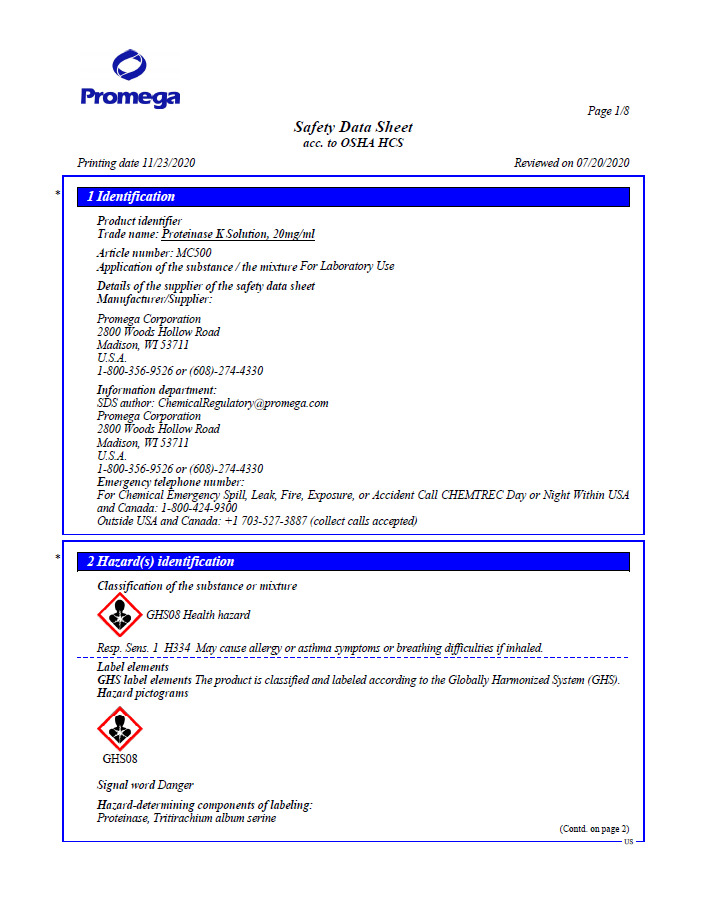 Promega
Page 1/8
Safety Data Sheet
acc. to OSHA HCS
Printing date 11/23/2020 Reviewed on 07/20/2020
* 1 Identification
Product identifier
Trade name: Proteinase K Solution, 20mg/ml
Article number: MC500
Application of the substance / the mixture For Laboratory Use
Details of the supplier of the safety data sheet
Manufacturer/Supplier:
Promega Corporation
2800 Woods Hollow Road
Madison, WI 53711
U.S.A.
1-800-356-9526 or (608)-274-4330
Information department:
SDS author: ChemicalRegulatory@promega.com
Promega Corporation
2800 Woods Hollow Road
Madison, WI 53711
U.S.A.
1-800-356-9526 or (608)-274-4330
Emergency telephone number:
For Chemical Emergency Spill, Leak, Fire, Exposure, or Accident Call CHEMTREC Day or Night Within USA
and Canada: 1-800-424-9300
Outside USA and Canada: +1 703-527-3887 (collect calls accepted)
* 2 Hazard(s) identification
Classification of the substance or mixture
GHS08 Health hazard
Resp. Sens. 1 H334 May cause allergy or asthma symptoms or breathing difficulties if inhaled.
Label elements
GHS label elements The product is classified and labeled according to the Globally Harmonized System (GHS).
Hazard pictograms
GHS08
Signal word Danger
Hazard-determining components of labeling:
Proteinase, Tritirachium album serine
(Contd. on page 2)
US